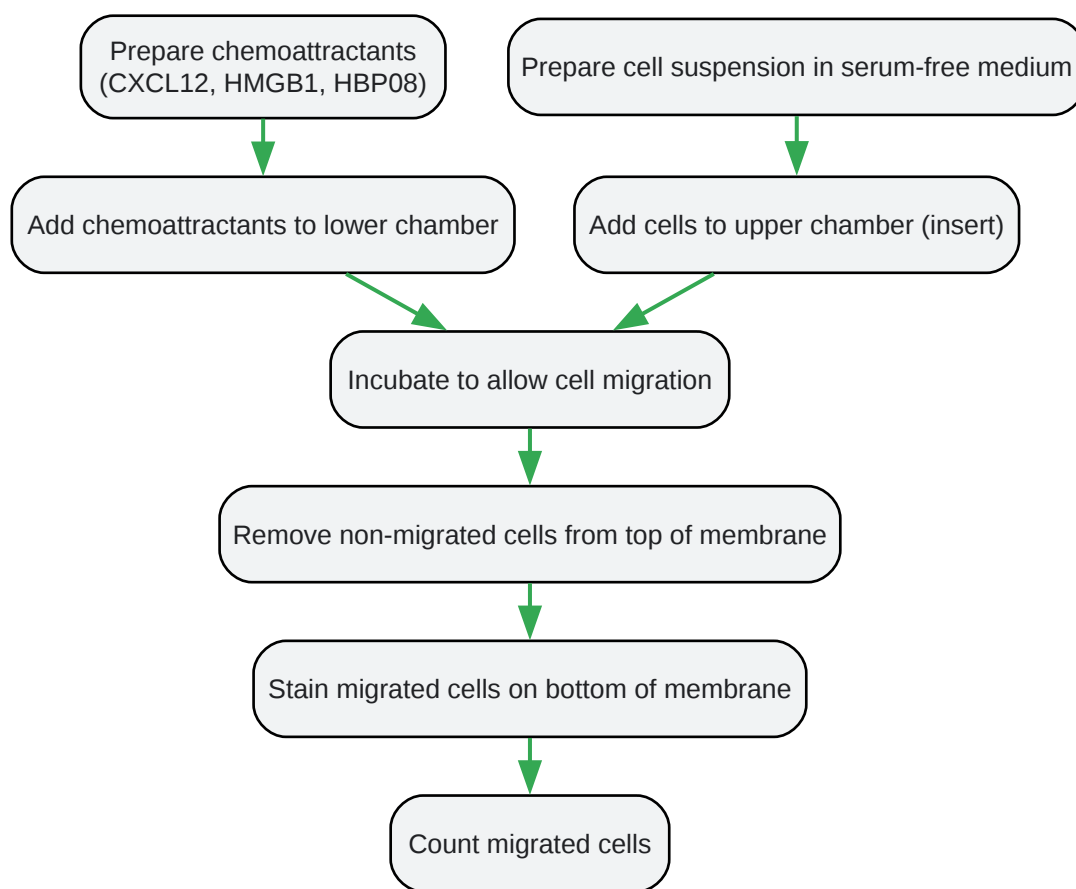 Prepare chemoattractants
(CXCL12, HMGB1, HBP08)
Prepare cell suspension in serum-free medium
Add chemoattractants to lower chamber
Add cells to upper chamber (insert)
Incubate to allow cell migration
Remove non-migrated cells from top of membrane
Stain migrated cells on bottom of membrane
Count migrated cells